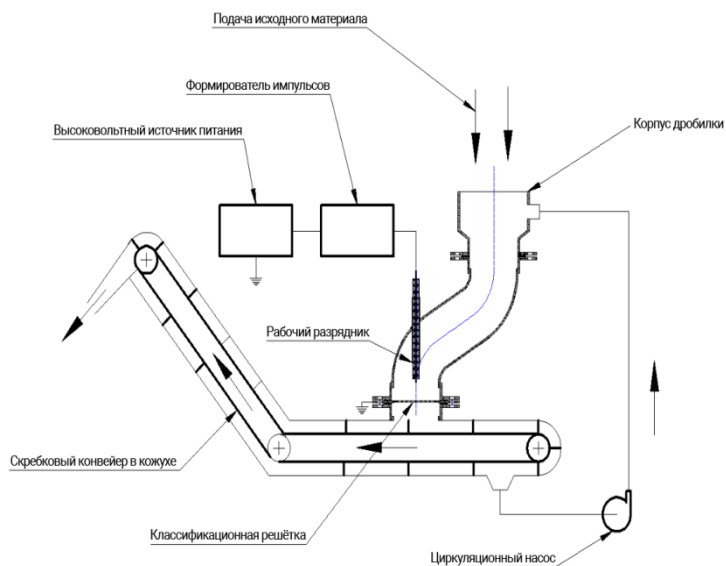 Подача исходного материала
Формирователь импульсов
Высоковольтный источник питания
Корпус дробилки
Рабочий разрядник
Скребковый конвейер в кожухе
Классификационная решётка
Циркуляционный насос